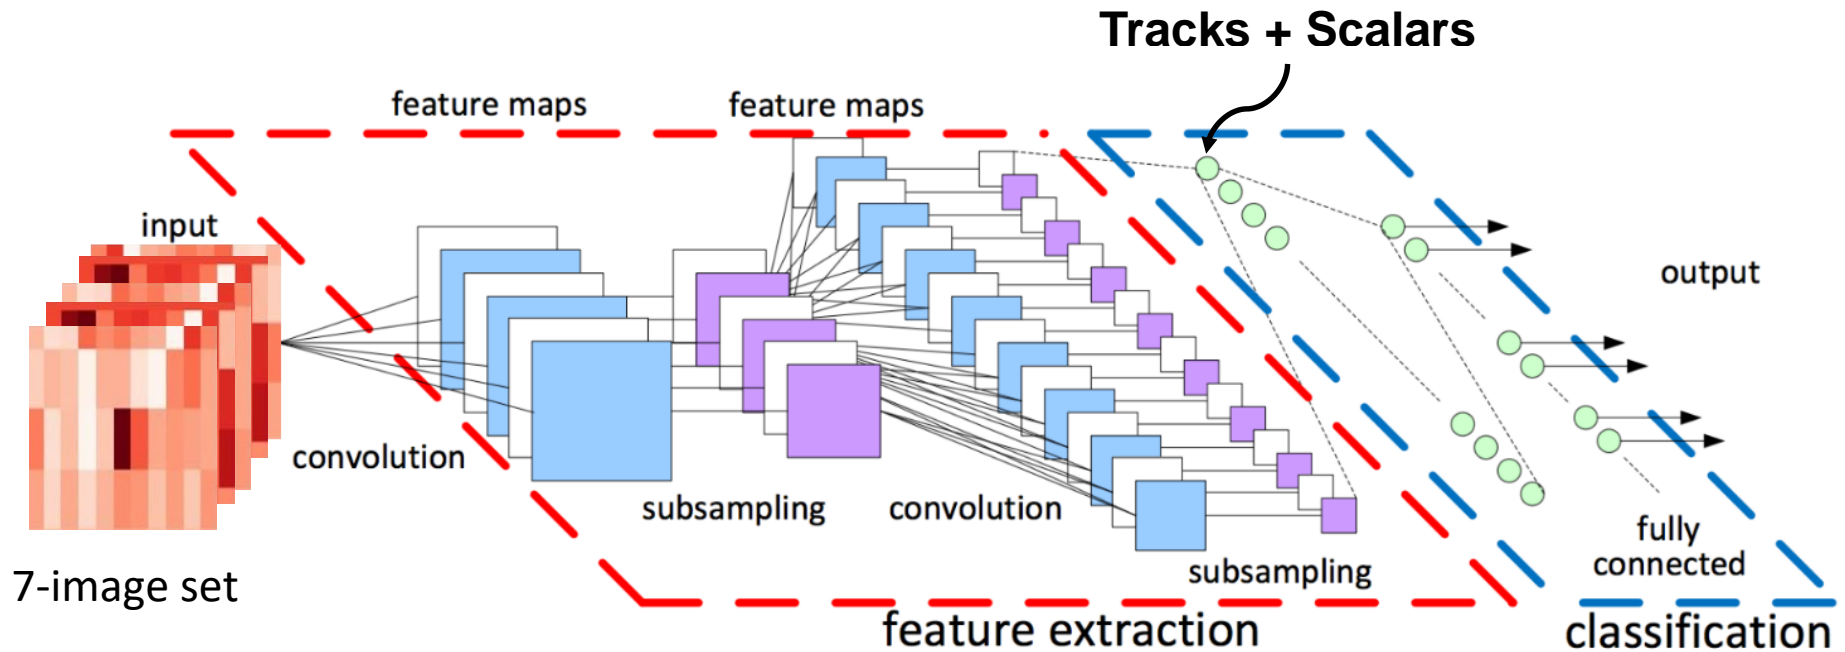 Tracks + Scalars
feature maps
feature maps
input
output
convolution
subsampling
convolution
fully
connected
subsampling
7-image set
feature extraction
classification